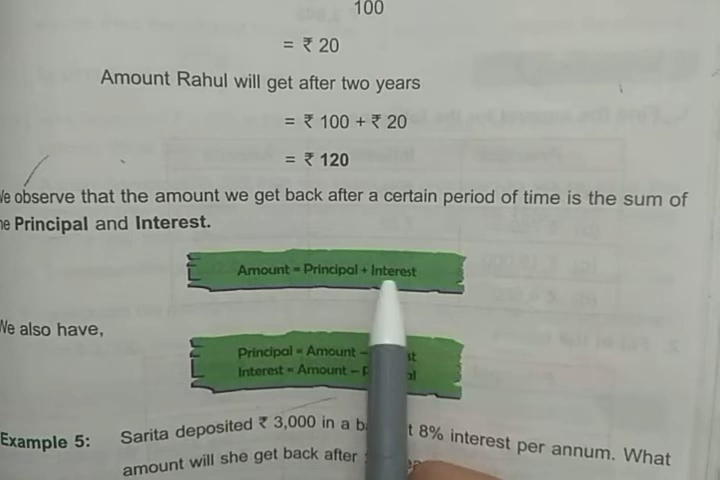 100
= ₹ 20
Amount Rahul will get after two years
= ₹ 100 + ₹ 20
= ₹ 120
We observe that the amount we get back after a certain period of time is the sum of
Principal and Interest.
Amount = Principal + Interest
We also have,
Principal = Amount –
Interest = Amount –
Example 5: Sarita deposited ₹ 3,000 in a 8% interest per annum. What
amount will she get back after